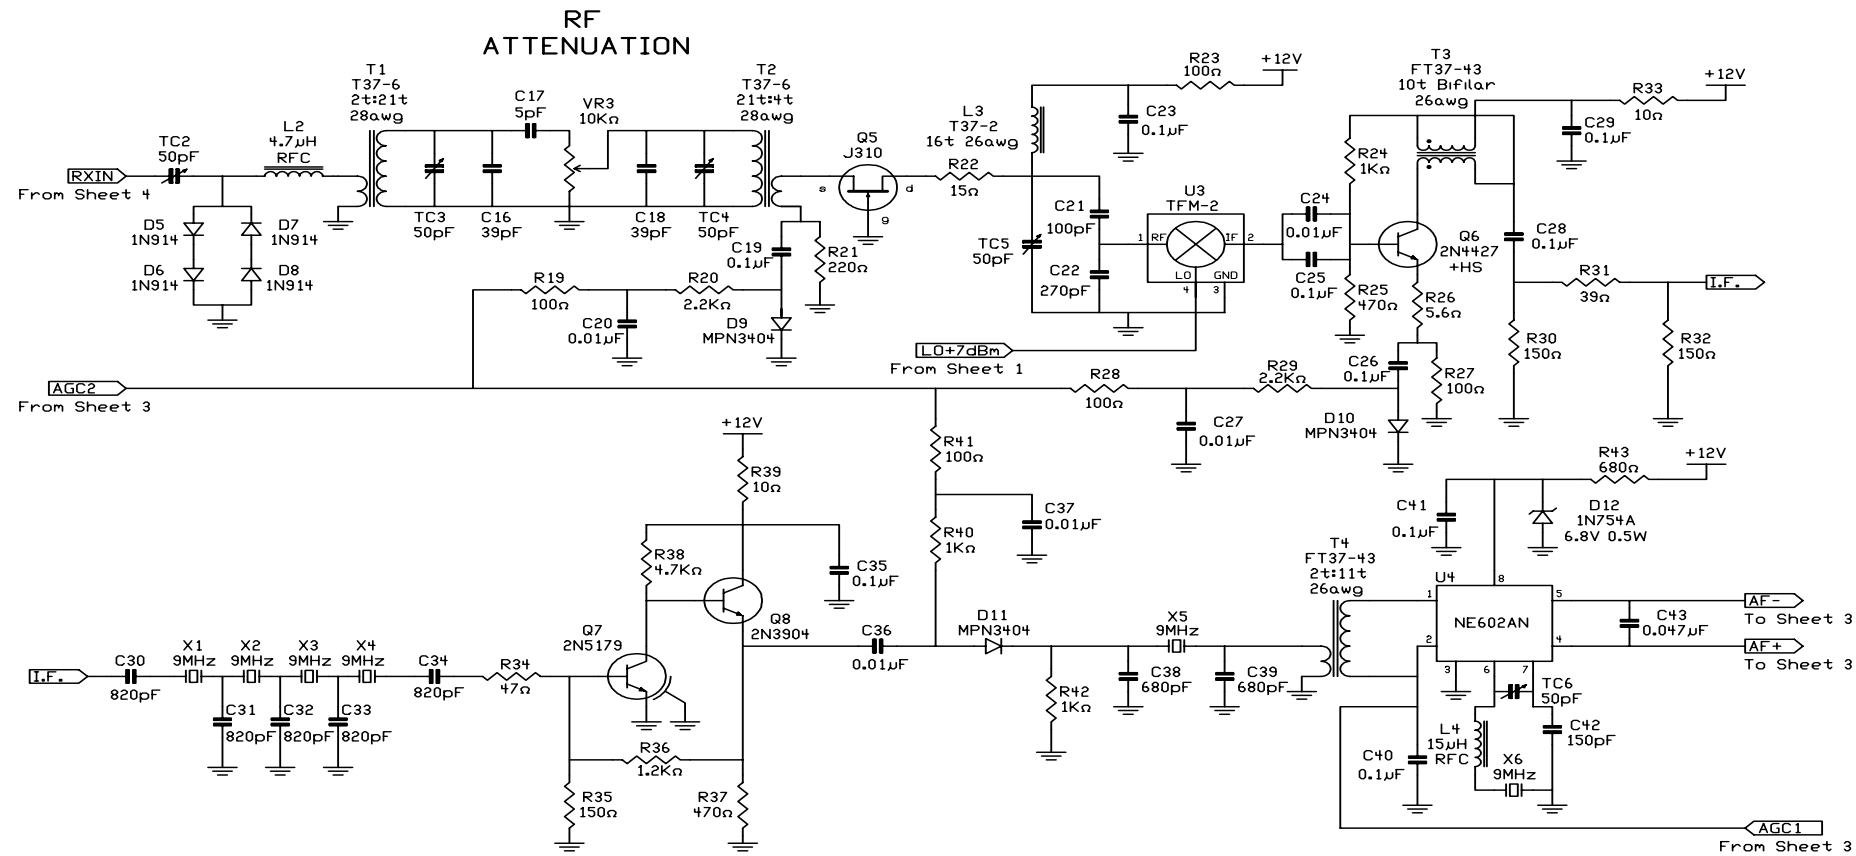 RF
ATTENUATION
T1
T37-6
2t:21t
28awg
T2
T37-6
21t:4t
28awg
C17
5pF
VR3
10KΩ
TC2
50pF
L2
4.7µH
RFC
RXIN
From Sheet 4
D5
1N914
D7
1N914
D6
1N914
D8
1N914
TC3
50pF
C16
39pF
C18
39pF
TC4
50pF
Q5
J310
s
d
g
C19
0.1µF
R21
220Ω
R19
100Ω
R20
2.2KΩ
C20
0.01µF
D9
MPN3404
L3
T37-2
16t 26awg
R22
15Ω
R23
100Ω
+12V
C23
0.1µF
C21
100pF
TC5
50pF
C22
270pF
U3
TFM-2
1
RF
IF
2
LO
GND
4
3
LO+7dBm
From Sheet 1
C24
0.01µF
C25
0.1µF
R24
1KΩ
R25
470Ω
T3
FT37-43
10t Bifilar
26awg
Q6
2N4427
+HS
R26
5.6Ω
C26
0.1µF
R27
100Ω
D10
MPN3404
C29
0.1µF
R33
10Ω
+12V
C28
0.1µF
R31
39Ω
I.F.
R30
150Ω
R32
150Ω
AGC2
From Sheet 3
R28
100Ω
R29
2.2KΩ
C27
0.01µF
R41
100Ω
R40
1KΩ
C37
0.01µF
+12V
R39
10Ω
R38
4.7KΩ
C35
0.1µF
Q8
2N3904
Q7
2N5179
I.F.
C30
820pF
X1
9MHz
X2
9MHz
X3
9MHz
X4
9MHz
C31
820pF
C32
820pF
C33
820pF
C34
820pF
R34
47Ω
R36
1.2KΩ
R35
150Ω
R37
470Ω
C36
0.01µF
D11
MPN3404
R42
1KΩ
X5
9MHz
C38
680pF
C39
680pF
T4
FT37-43
2t:11t
26awg
C41
0.1µF
D12
1N754A
6.8V 0.5W
R43
680Ω
+12V
U4
NE602AN
1
2
3
6
7
8
5
4
C43
0.047µF
AF-
To Sheet 3
AF+
To Sheet 3
TC6
50pF
C42
150pF
L4
15µH
RFC
X6
9MHz
C40
0.1µF
AGC1
From Sheet 3